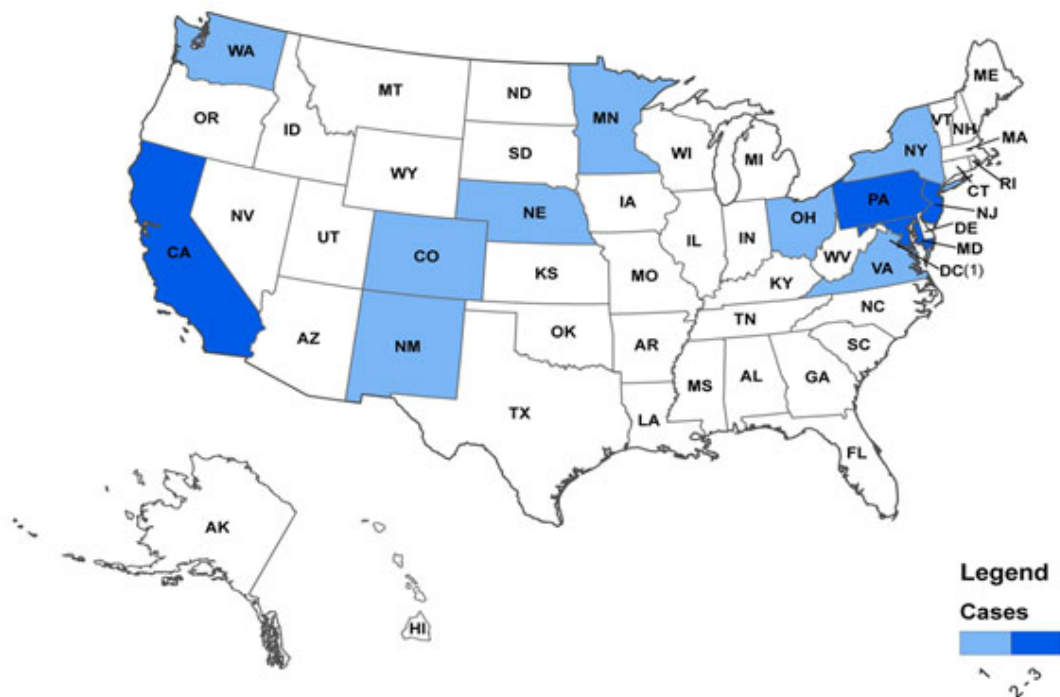 WA
MT
ND
MN
ME
VT
NH
MA
OR
ID
SD
WI
MI
NY
RI
CT
WY
NE
IA
PA
NJ
DE
MD
DC(1)
NV
UT
CO
IL
IN
OH
WV
VA
CA
KS
MO
KY
AZ
NM
OK
AR
TN
NC
SC
TX
LA
MS
AL
GA
FL
AK
HI
Legend
Cases
1
2 - 3